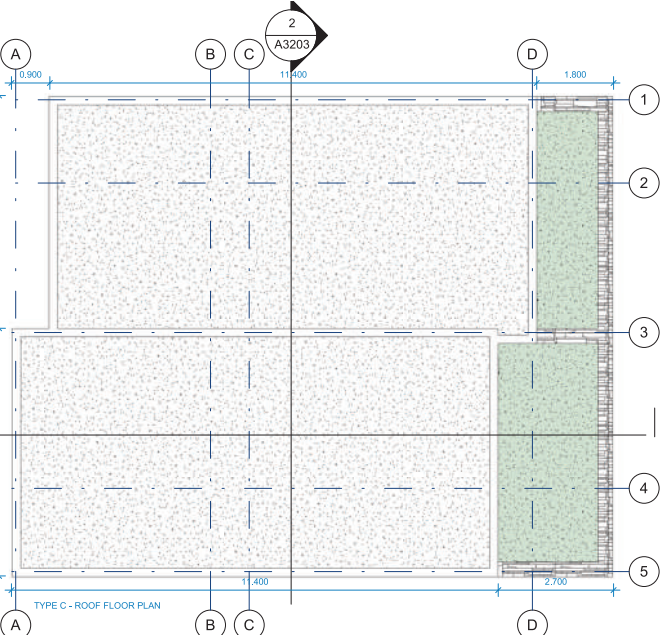 2
A3203
A
B
C
D
0.900
11.400
1.800
1
2
3
4
5
11.400
2.700
TYPE C - ROOF FLOOR PLAN
A
B
C
D